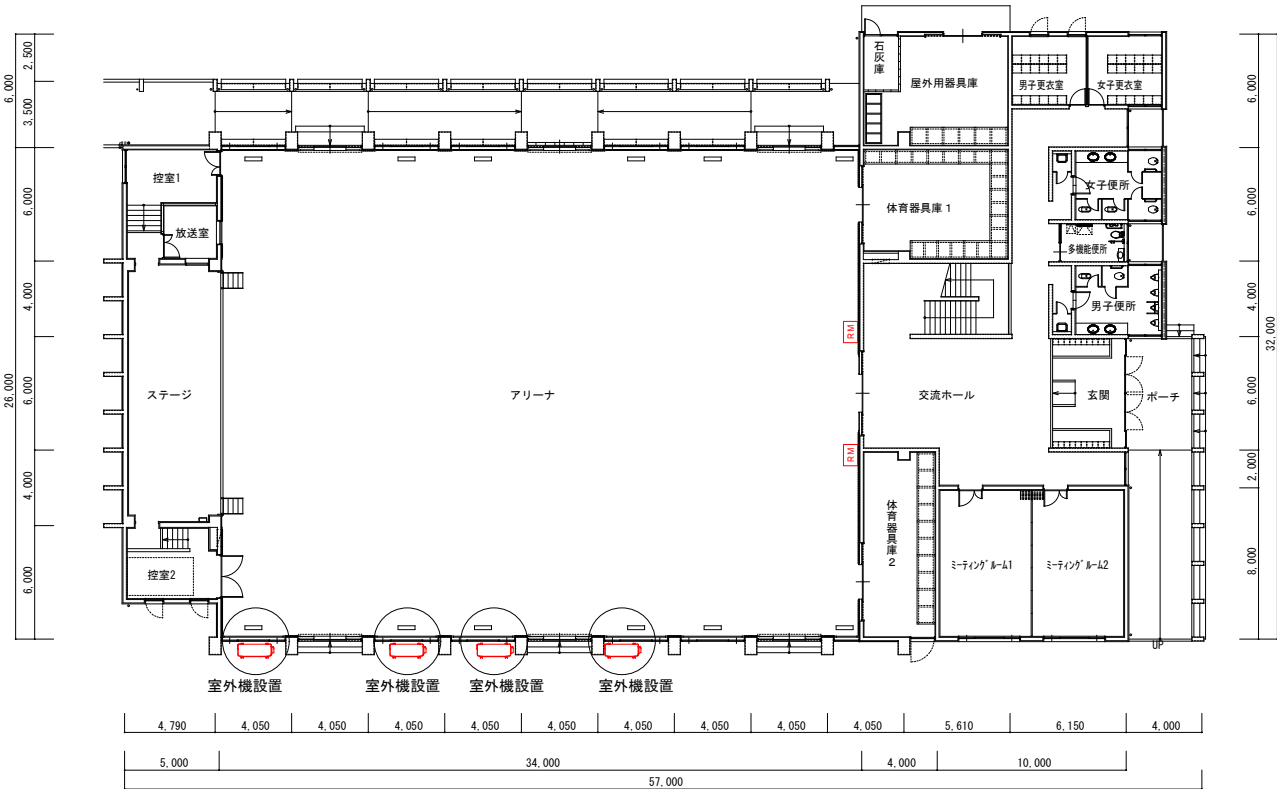 石灰庫
屋外用器具庫
男子更衣室
女子更衣室
控室1
放送室
体育器具庫1
女子便所
多機能便所
男子便所
RM
ステージ
アリーナ
交流ホール
玄関
ポーチ
RM
体育器具庫2
控室2
ミーティングルーム1
ミーティングルーム2
UP
室外機設置
室外機設置
室外機設置
室外機設置
2,500
6,000
3,500
6,000
4,000
26,000
6,000
4,000
6,000
6,000
6,000
4,000
32,000
6,000
2,000
8,000
4,790
4,050
4,050
4,050
4,050
4,050
4,050
4,050
4,050
4,050
5,610
6,150
4,000
5,000
34,000
4,000
10,000
57,000